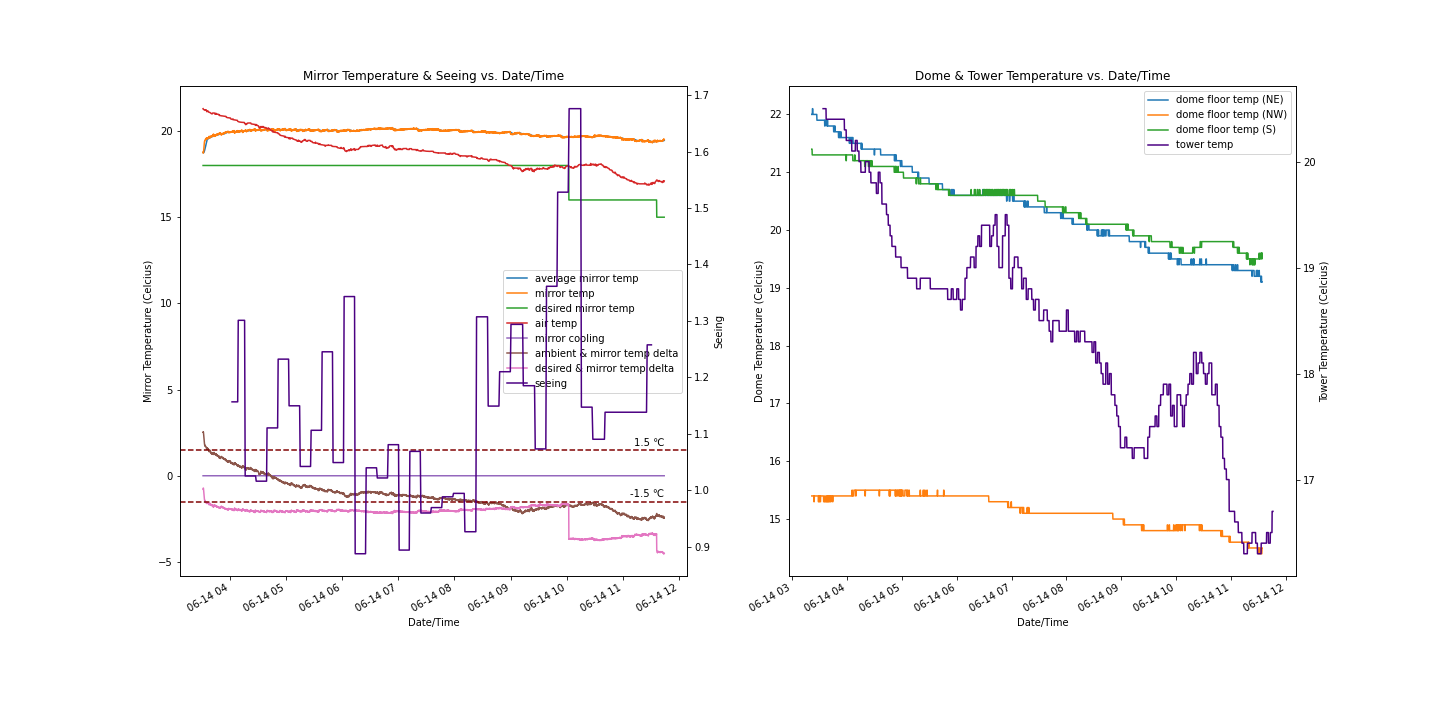 Mirror Temperature & Seeing vs. Date/Time
Mirror Temperature (Celcius)
20
15
10
5
0
−5
1.7
1.6
1.5
1.4
1.3
1.2
1.1
1.0
0.9
Seeing
average mirror temp
mirror temp
desired mirror temp
air temp
mirror cooling
ambient & mirror temp delta
desired & mirror temp delta
seeing
1.5 °C
-1.5 °C
06-14 04
06-14 05
06-14 06
06-14 07
06-14 08
06-14 09
06-14 10
06-14 11
06-14 12
Date/Time
Dome & Tower Temperature vs. Date/Time
Dome Temperature (Celcius)
22
21
20
19
18
17
16
15
dome floor temp (NE)
dome floor temp (NW)
dome floor temp (S)
tower temp
20
19
18
17
Tower Temperature (Celcius)
06-14 03
06-14 04
06-14 05
06-14 06
06-14 07
06-14 08
06-14 09
06-14 10
06-14 11
06-14 12
Date/Time